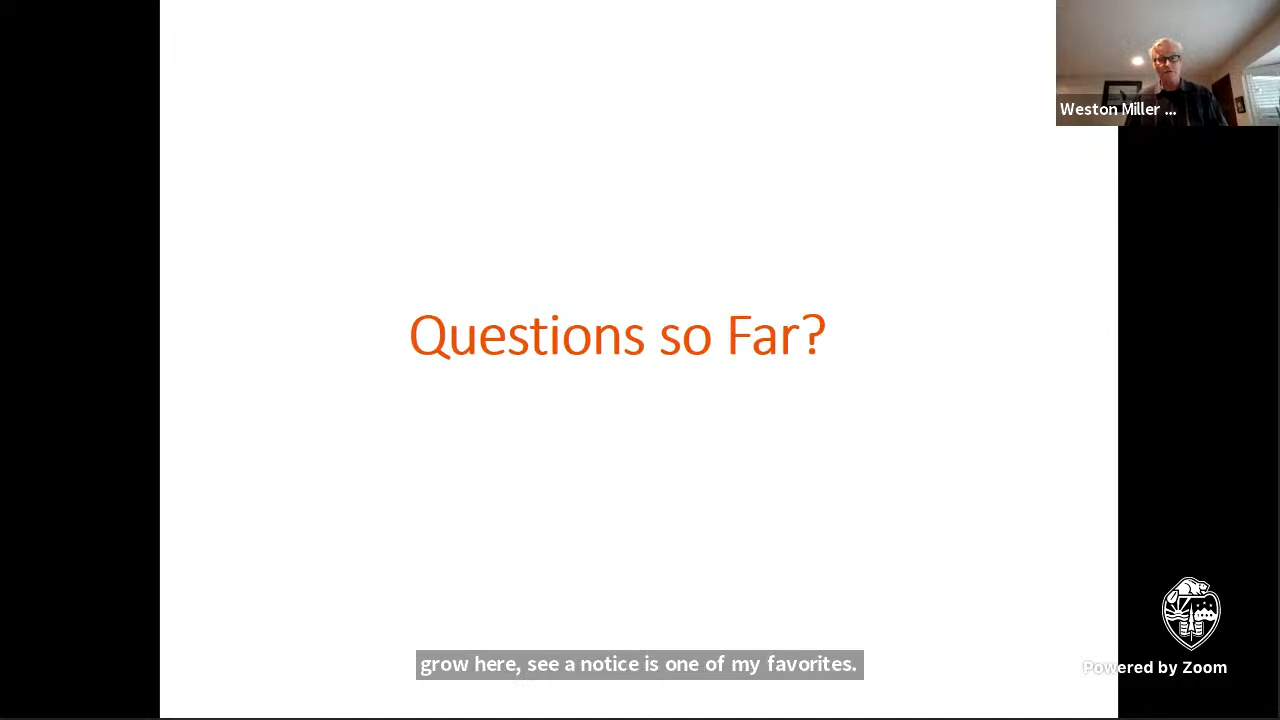 Weston Miller ...
Questions so Far?
grow here, see a notice is one of my favorites.
Powered by Zoom